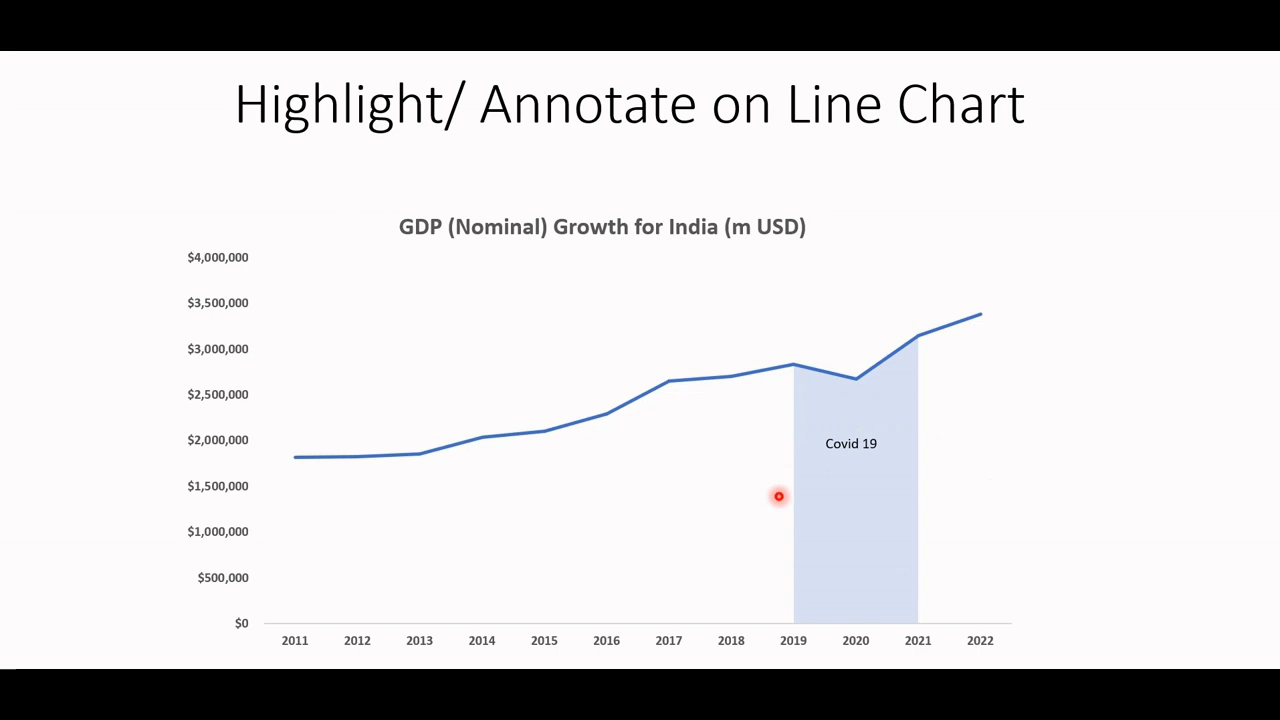 Highlight/ Annotate on Line Chart
GDP (Nominal) Growth for India (m USD)
$4,000,000
$3,500,000
$3,000,000
$2,500,000
$2,000,000
$1,500,000
$1,000,000
$500,000
$0
Covid 19
2011 2012 2013 2014 2015 2016 2017 2018 2019 2020 2021 2022